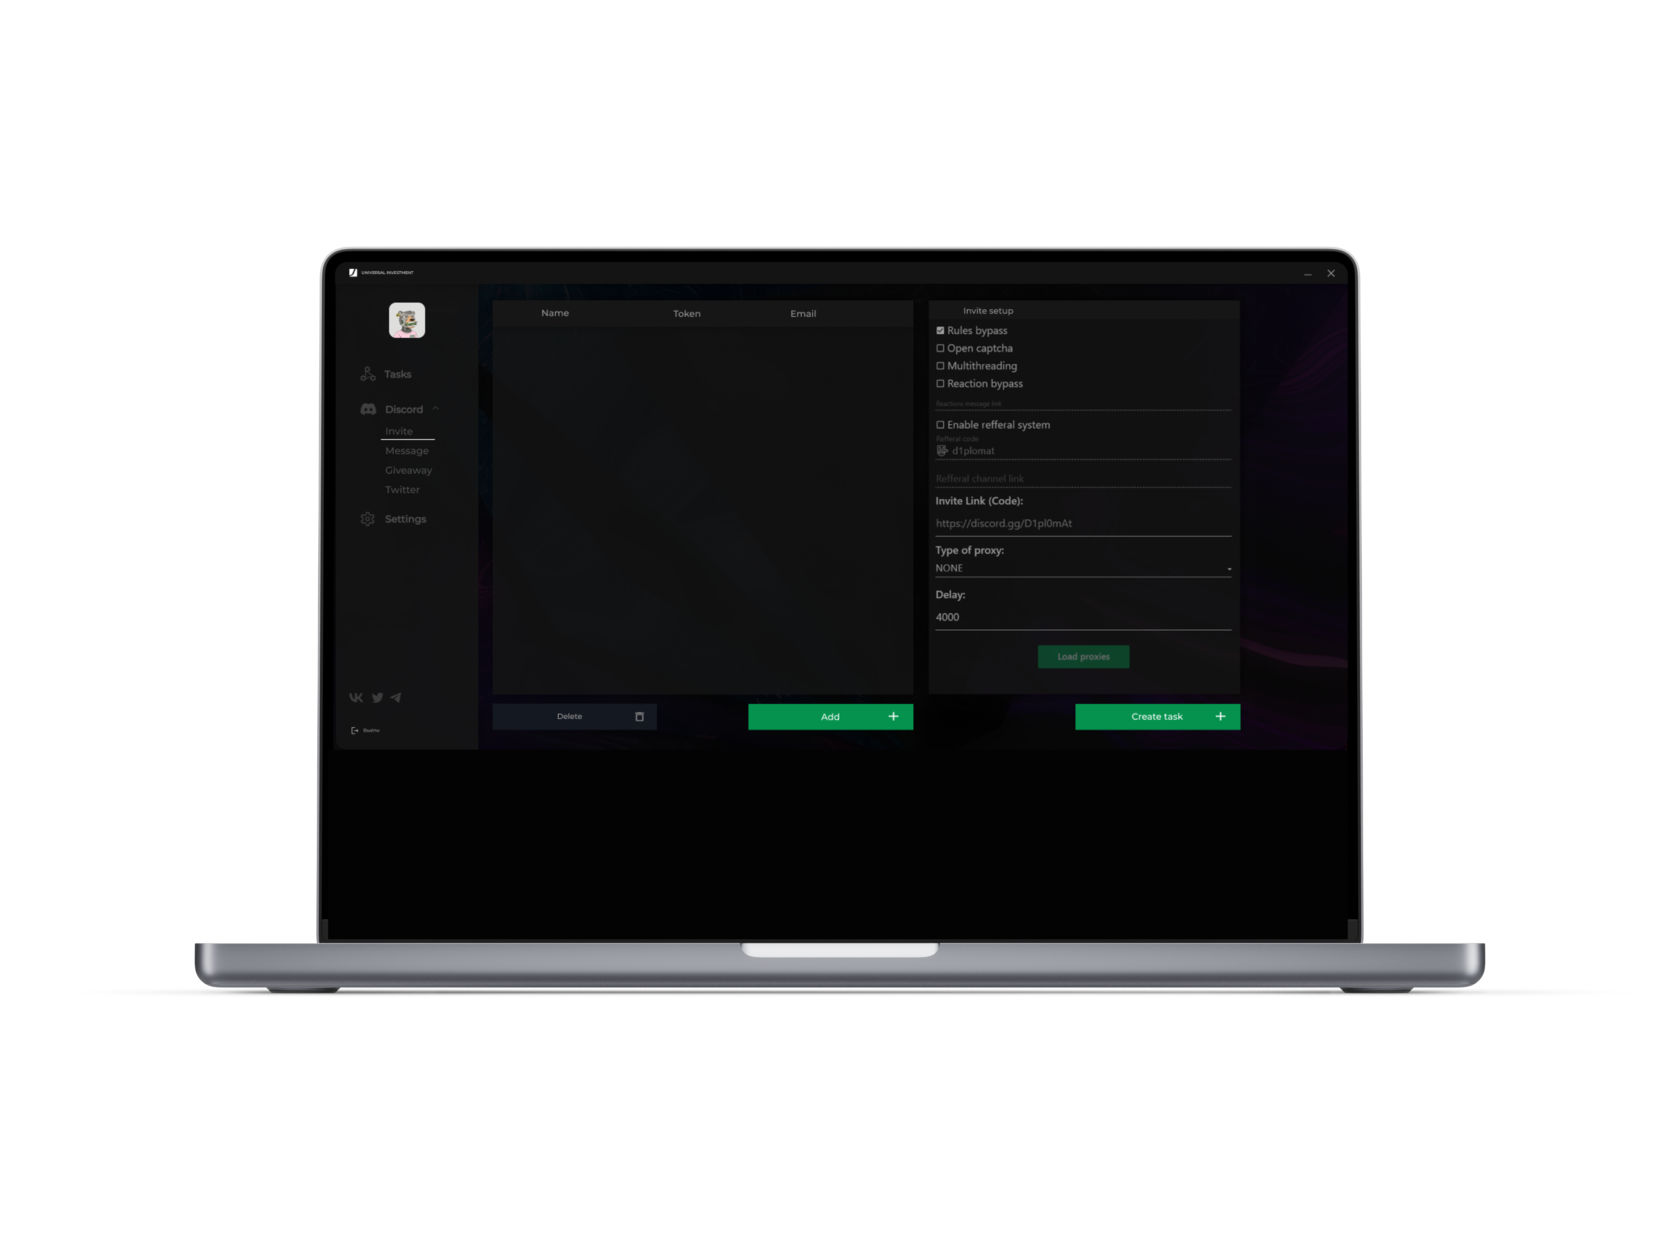 UNIVERSAL INVESTMENT
Tasks
Discord
Invite
Message
Giveaway
Twitter
Settings
Name Token Email
Delete
Add
Invite setup
Rules bypass
Open captcha
Multithreading
Reaction bypass
Reactions message link
Enable refferal system
Refferal code
d1plomat
Refferal channel link
Invite Link (Code):
https://discord.gg/D1pl0mAt
Type of proxy:
NONE
Delay:
4000
Load proxies
Create task